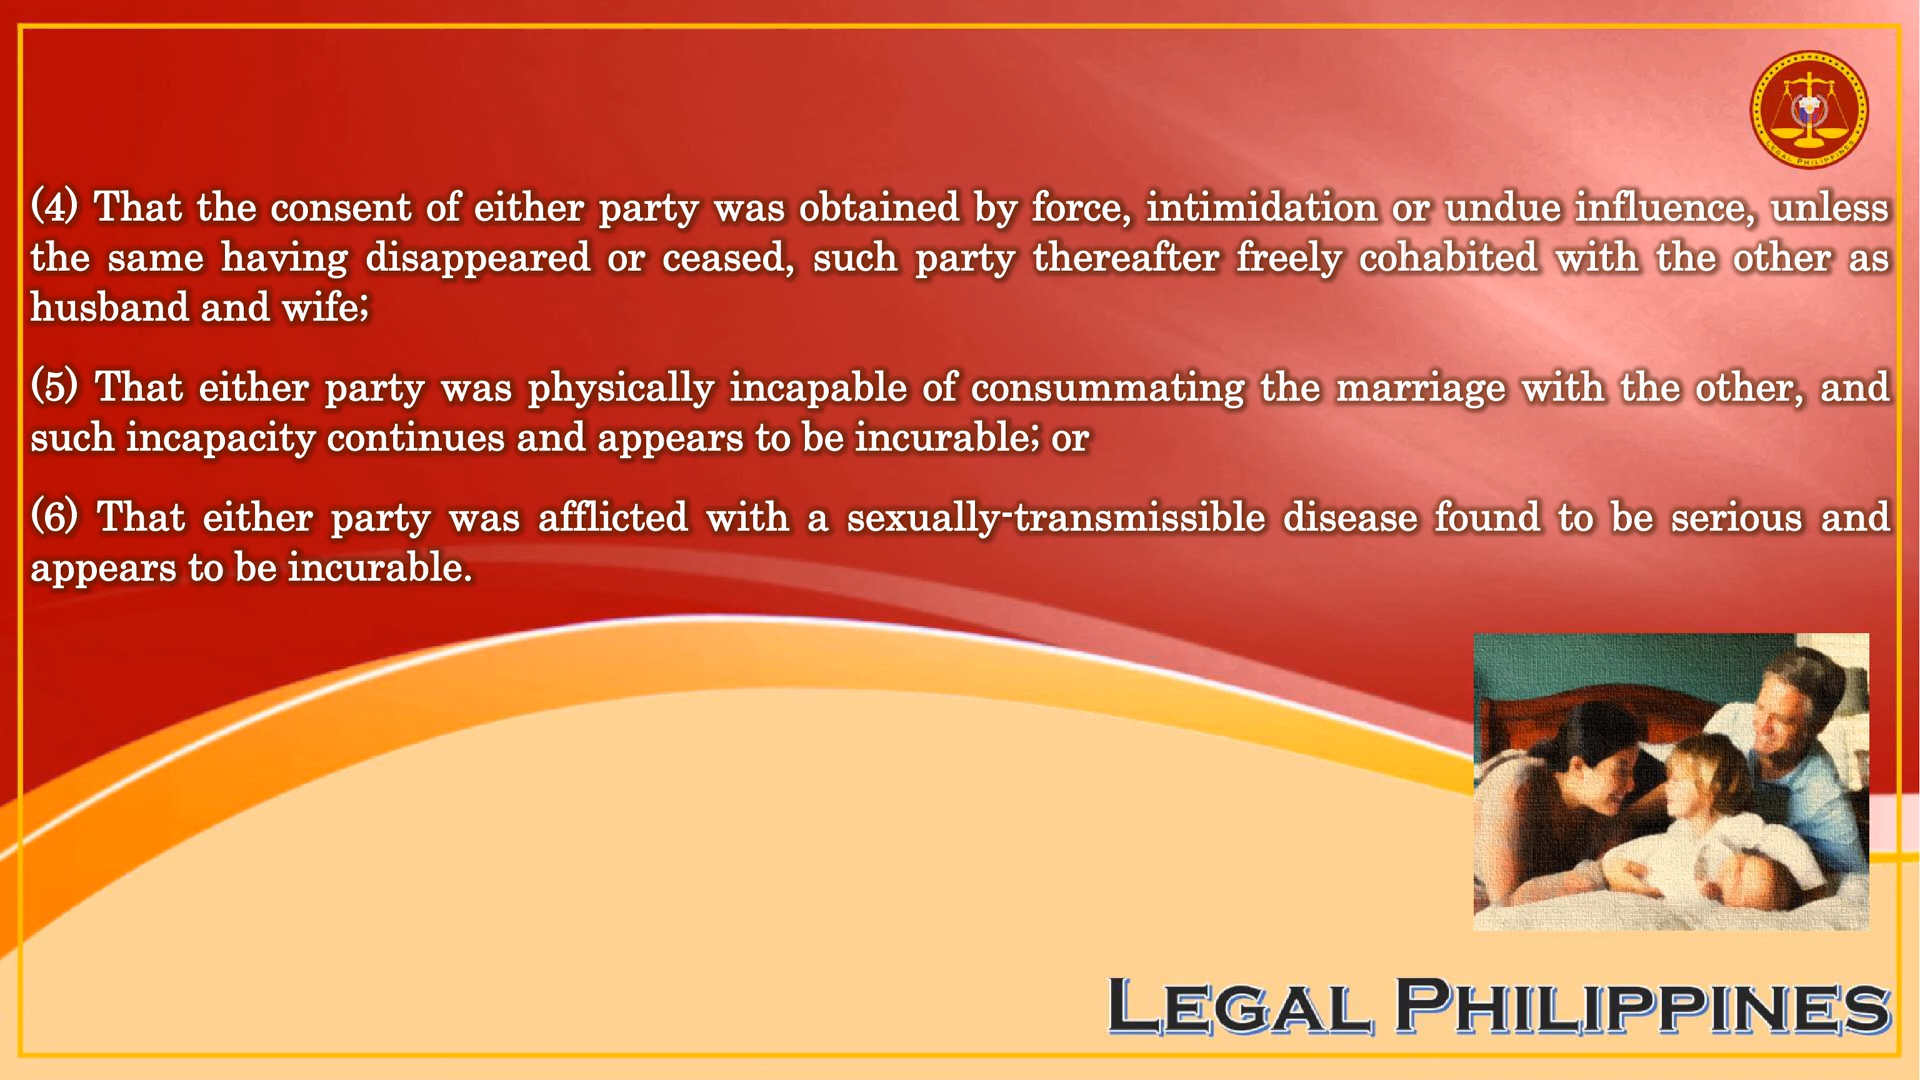 LEGAL PHILIPPINES
(4) That the consent of either party was obtained by force, intimidation or undue influence, unless
the same having disappeared or ceased, such party thereafter freely cohabited with the other as
husband and wife;
(5) That either party was physically incapable of consummating the marriage with the other, and
such incapacity continues and appears to be incurable; or
(6) That either party was afflicted with a sexually-transmissible disease found to be serious and
appears to be incurable.
LEGAL PHILIPPINES